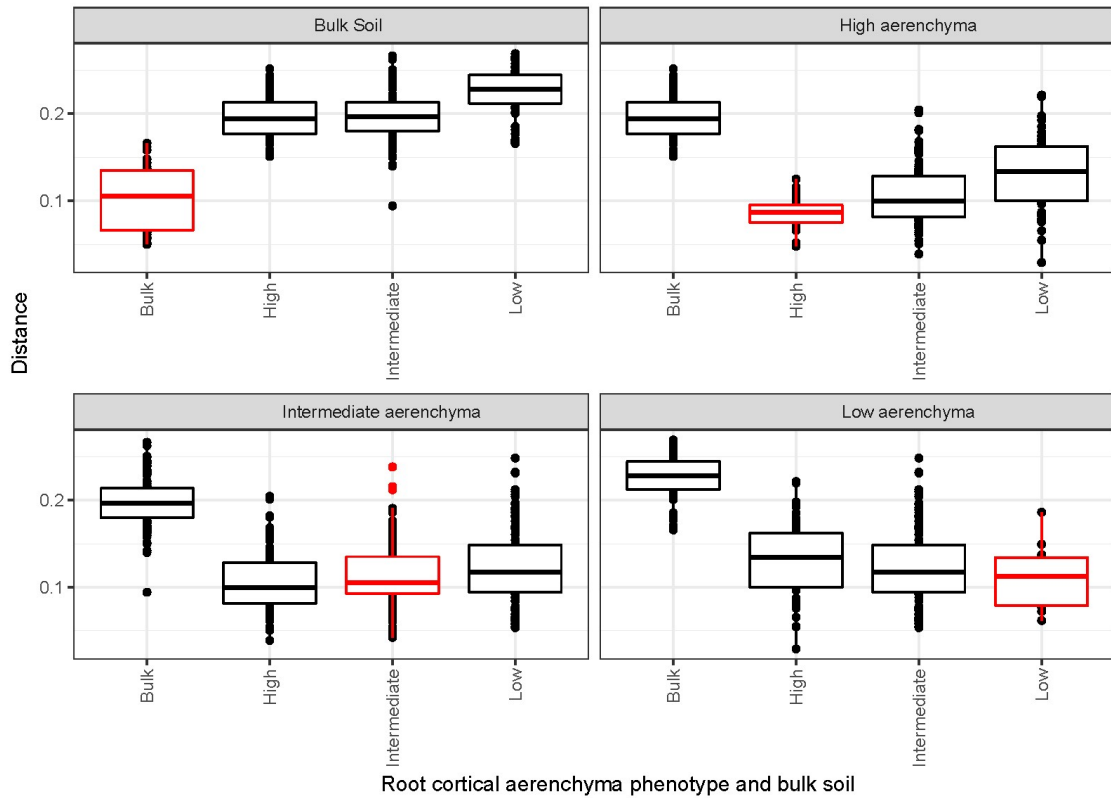 Bulk Soil
High aerenchyma
0.2
0.1
Bulk
High
Intermediate
Low
Bulk
High
Intermediate
Low
Distance
Intermediate aerenchyma
Low aerenchyma
0.2
0.1
Bulk
High
Intermediate
Low
Bulk
High
Intermediate
Low
Root cortical aerenchyma phenotype and bulk soil